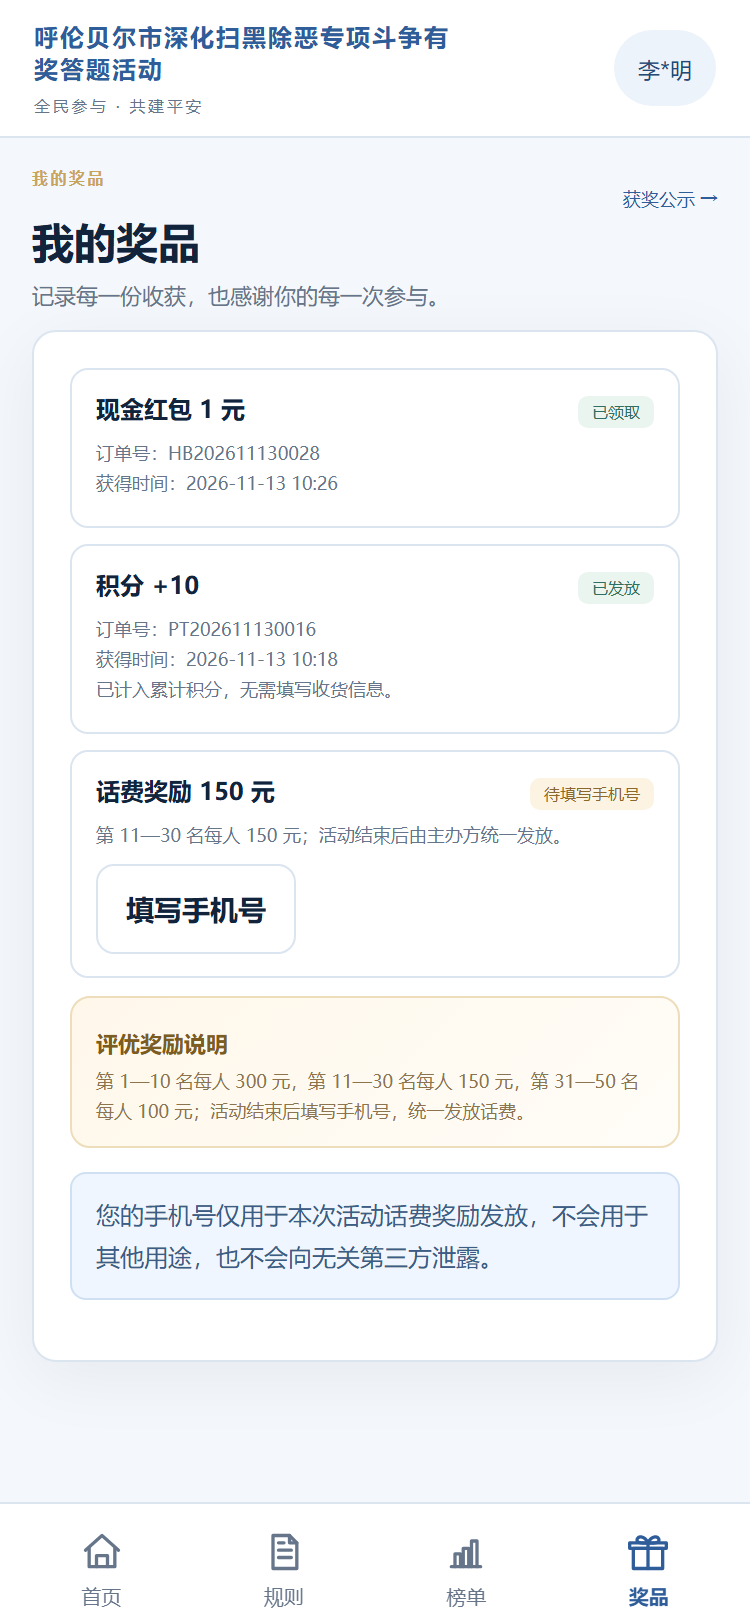 呼伦贝尔市深化扫黑除恶专项斗争有
奖答题活动
全民参与 · 共建平安
李*明
我的奖品
获奖公示 →
我的奖品
记录每一份收获，也感谢你的每一次参与。
现金红包 1 元
已领取
订单号：HB202611130028
获得时间：2026-11-13 10:26
积分 +10
已发放
订单号：PT202611130016
获得时间：2026-11-13 10:18
已计入累计积分，无需填写收货信息。
话费奖励 150 元
待填写手机号
第 11—30 名每人 150 元；活动结束后由主办方统一发放。
填写手机号
评优奖励说明
第 1—10 名每人 300 元，第 11—30 名每人 150 元，第 31—50 名
每人 100 元；活动结束后填写手机号，统一发放话费。
您的手机号仅用于本次活动话费奖励发放，不会用于
其他用途，也不会向无关第三方泄露。
首页
规则
榜单
奖品